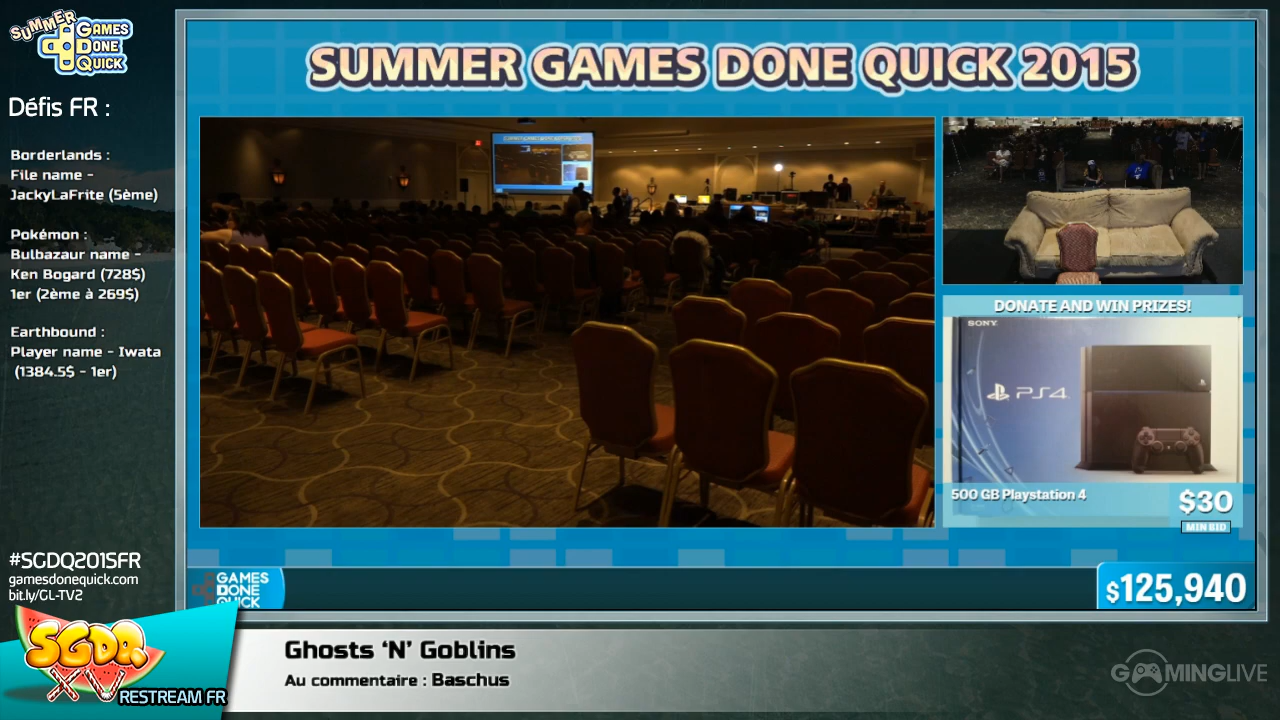 SUMMER
GAMES
DONE
QUICK
Défis FR :
Borderlands :
File name -
JackyLaFrite (5ème)
Pokémon :
Bulbazaur name -
Ken Bogard (728$)
1er (2ème à 269$)
Earthbound :
Player name - Iwata
(1384.5$ - 1er)
#SGDQ2015FR
gamesdonequick.com
bit.ly/GL-TV2
SUMMER GAMES DONE QUICK 2015
DONATE AND WIN PRIZES!
SONY
PS4
500 GB Playstation 4
$30
MIN BID
GAMES
DONE
QUICK
$125,940
SGDQ
XV
RESTREAM FR
Ghosts ‘N’ Goblins
Au commentaire : Baschus
GAMINGLIVE